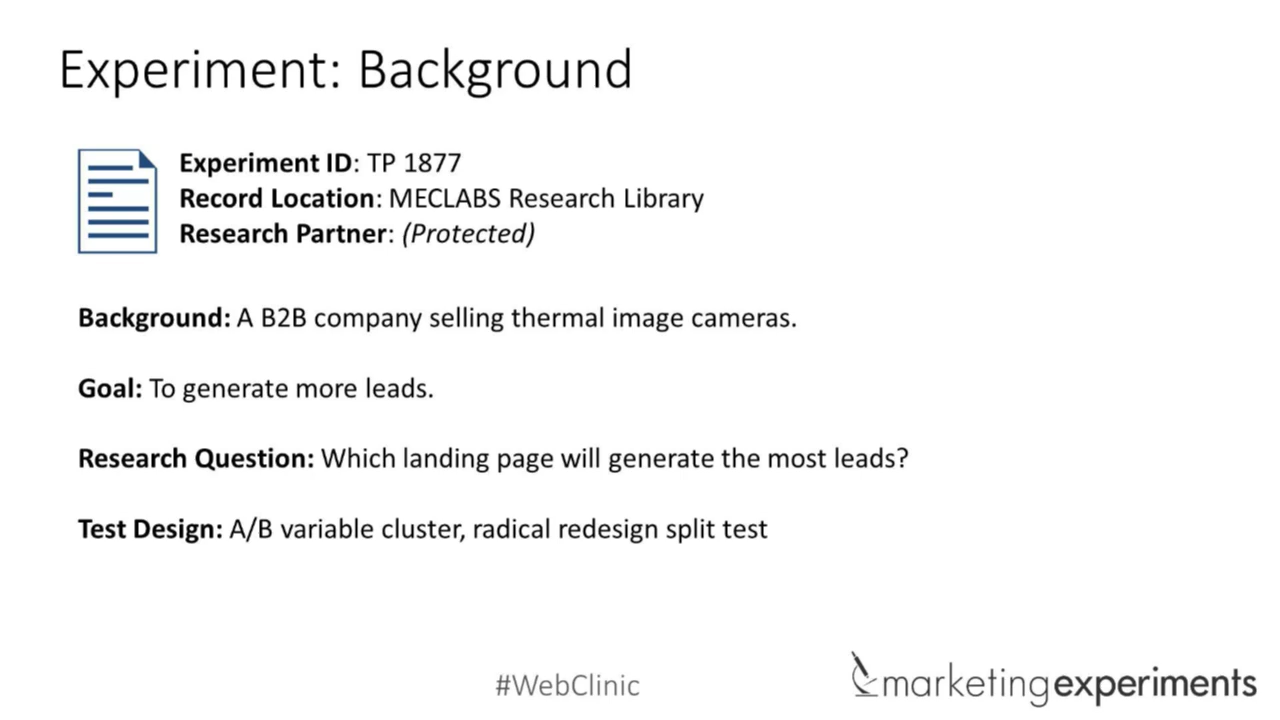 Experiment: Background
Experiment ID: TP 1877
Record Location: MECLABS Research Library
Research Partner: (Protected)
Background: A B2B company selling thermal image cameras.
Goal: To generate more leads.
Research Question: Which landing page will generate the most leads?
Test Design: A/B variable cluster, radical redesign split test
#WebClinic
marketingexperiments